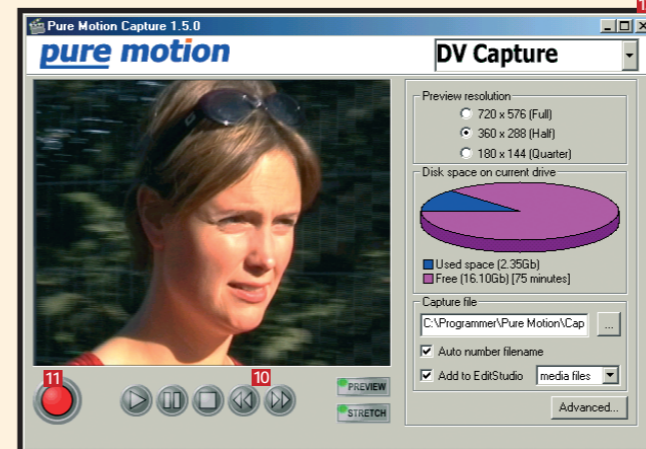 Pure Motion Capture 1.5.0
pure motion
DV Capture
Preview resolution
720 x 576 (Full)
360 x 288 (Half)
180 x 144 (Quarter)
Disk space on current drive
Used space (2.35Gb)
Free (16.10Gb) [75 minutes]
Capture file
C:\Programmer\Pure Motion\Cap
...
Auto number filename
Add to EditStudio
media files
Advanced...
11
10
PREVIEW
STRETCH